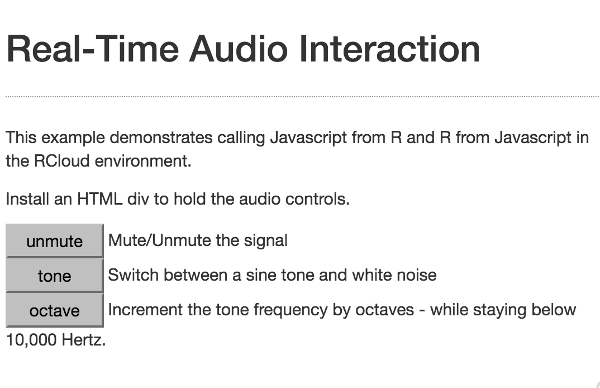 Real-Time Audio Interaction
This example demonstrates calling Javascript from R and R from Javascript in
the RCloud environment.
Install an HTML div to hold the audio controls.
unmute Mute/Unmute the signal
tone Switch between a sine tone and white noise
octave Increment the tone frequency by octaves - while staying below
10,000 Hertz.